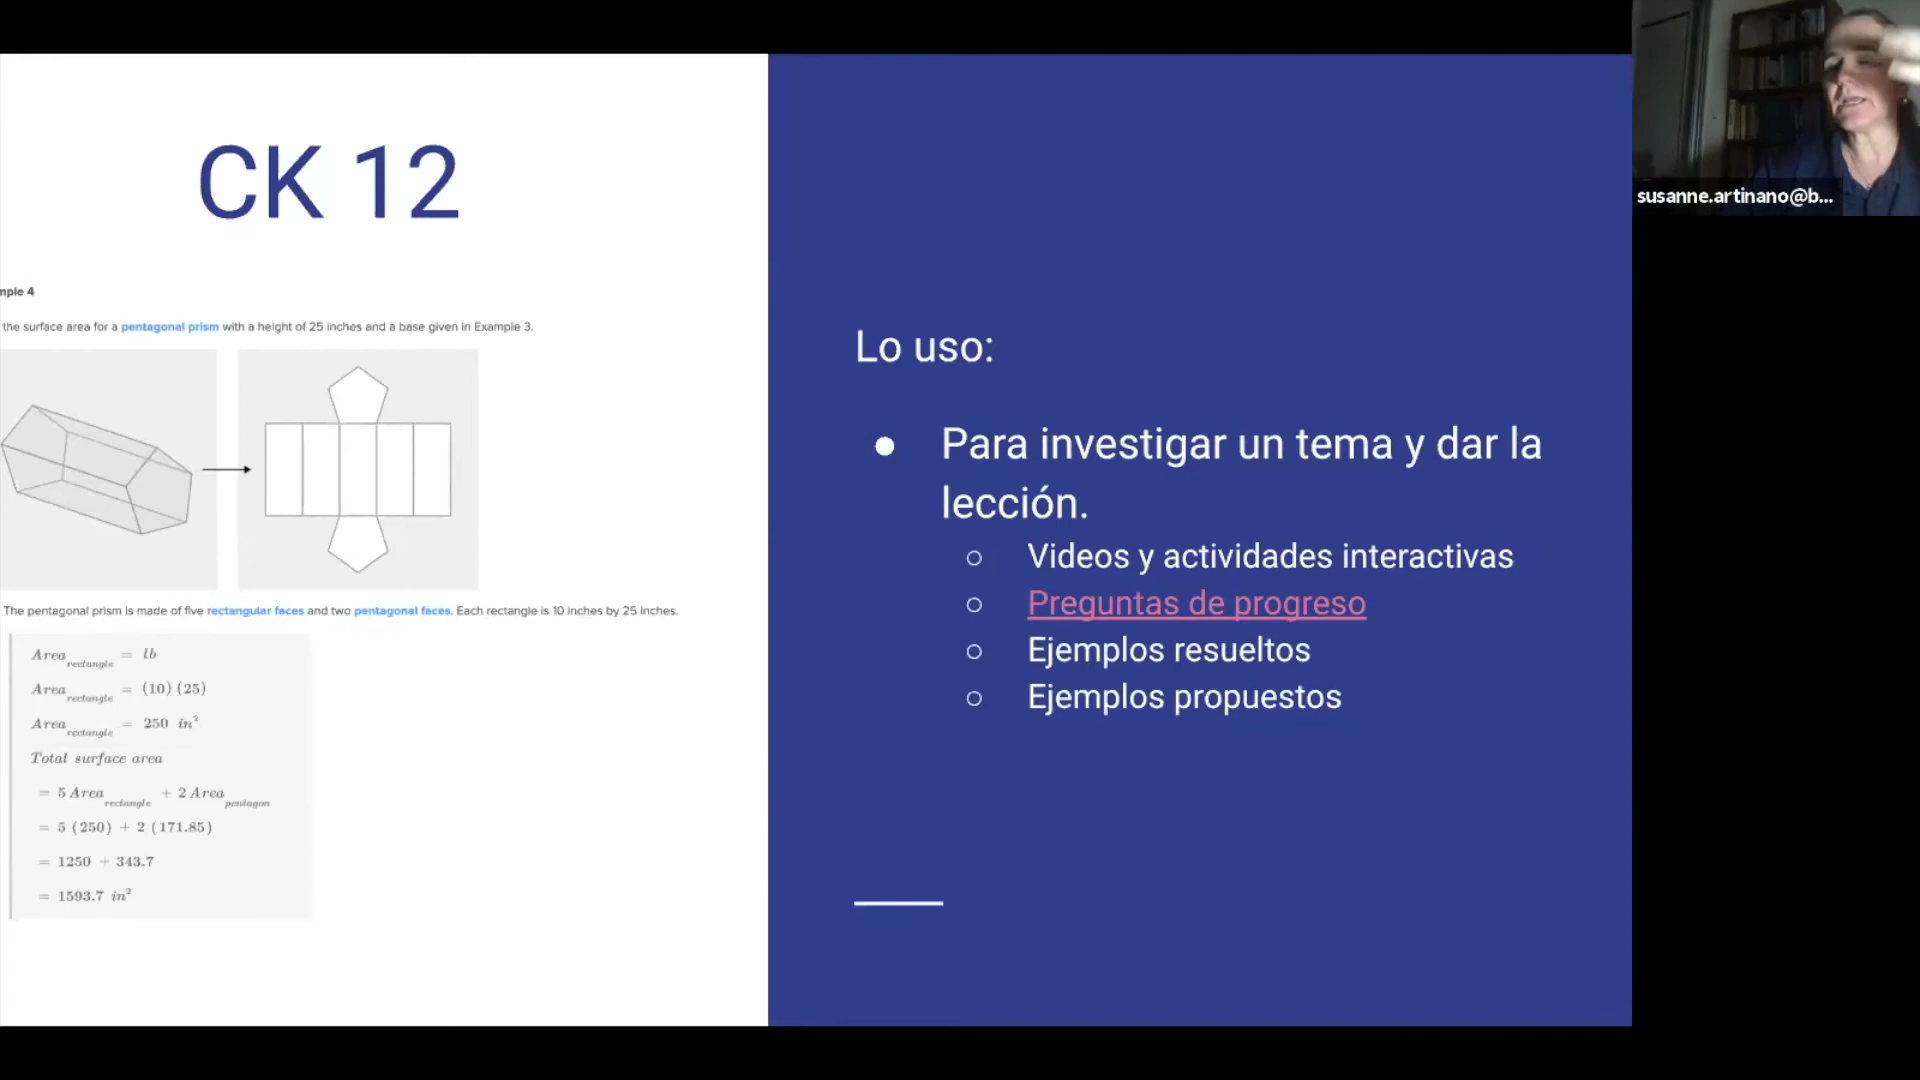 CK 12
mple 4
the surface area for a pentagonal prism with a height of 25 inches and a base given in Example 3.
The pentagonal prism is made of five rectangular faces and two pentagonal faces. Each rectangle is 10 inches by 25 inches.
Area rectangle = lb
Area rectangle = (10) (25)
Area rectangle = 250 in²
Total surface area
= 5 Area rectangle + 2 Area pentagon
= 5 (250) + 2 (171.85)
= 1250 + 343.7
= 1593.7 in²
Lo uso:
● Para investigar un tema y dar la
lección.
○ Videos y actividades interactivas
○ Preguntas de progreso
○ Ejemplos resueltos
○ Ejemplos propuestos
susanne.artinano@b...